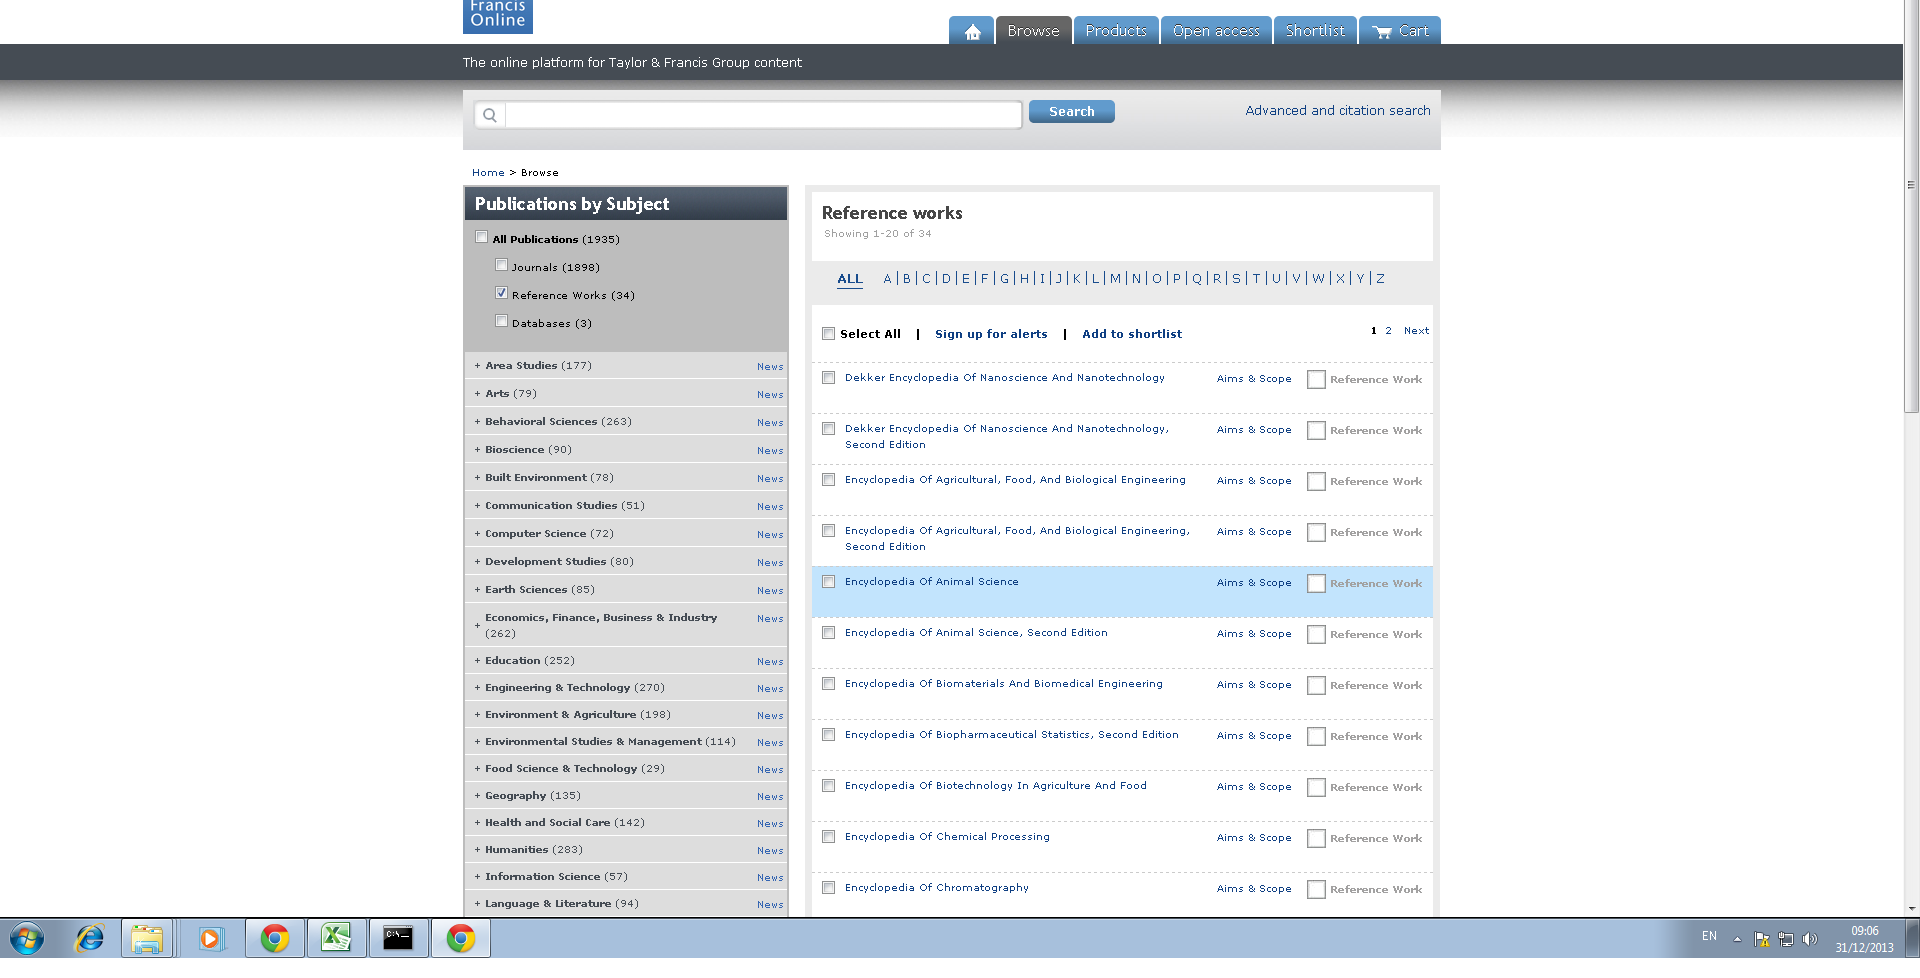 Francis
Online
Browse
Products
Open access
Shortlist
Cart
The online platform for Taylor & Francis Group content
Search
Advanced and citation search
Home > Browse
Publications by Subject
All Publications (1935)
Journals (1898)
Reference Works (34)
Databases (3)
+ Area Studies (177) News
+ Arts (79) News
+ Behavioral Sciences (263) News
+ Bioscience (90) News
+ Built Environment (78) News
+ Communication Studies (51) News
+ Computer Science (72) News
+ Development Studies (80) News
+ Earth Sciences (85) News
+ Economics, Finance, Business & Industry News
(262)
+ Education (252) News
+ Engineering & Technology (270) News
+ Environment & Agriculture (198) News
+ Environmental Studies & Management (114) News
+ Food Science & Technology (29) News
+ Geography (135) News
+ Health and Social Care (142) News
+ Humanities (283) News
+ Information Science (57) News
+ Language & Literature (94) News
Reference works
Showing 1-20 of 34
ALL A | B | C | D | E | F | G | H | I | J | K | L | M | N | O | P | Q | R | S | T | U | V | W | X | Y | Z
Select All | Sign up for alerts | Add to shortlist 1 2 Next
Dekker Encyclopedia Of Nanoscience And Nanotechnology Aims & Scope Reference Work
Dekker Encyclopedia Of Nanoscience And Nanotechnology, Aims & Scope Reference Work
Second Edition
Encyclopedia Of Agricultural, Food, And Biological Engineering Aims & Scope Reference Work
Encyclopedia Of Agricultural, Food, And Biological Engineering, Aims & Scope Reference Work
Second Edition
Encyclopedia Of Animal Science Aims & Scope Reference Work
Encyclopedia Of Animal Science, Second Edition Aims & Scope Reference Work
Encyclopedia Of Biomaterials And Biomedical Engineering Aims & Scope Reference Work
Encyclopedia Of Biopharmaceutical Statistics, Second Edition Aims & Scope Reference Work
Encyclopedia Of Biotechnology In Agriculture And Food Aims & Scope Reference Work
Encyclopedia Of Chemical Processing Aims & Scope Reference Work
Encyclopedia Of Chromatography Aims & Scope Reference Work
C:\
EN
09:06
31/12/2013